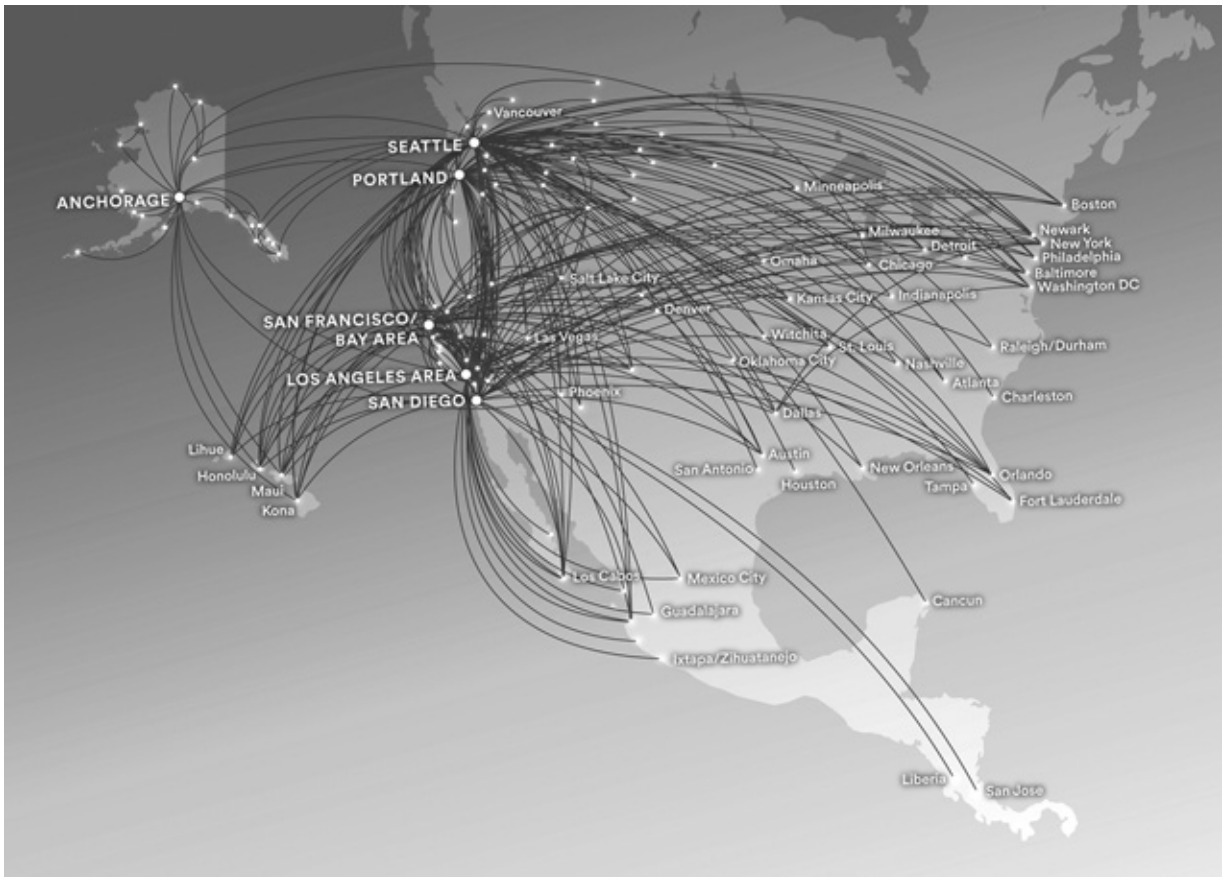 Vancouver
SEATTLE
PORTLAND
ANCHORAGE
Minneapolis
Boston
Milwaukee
Newark
Detroit
New York
Philadelphia
Omaha
Chicago
Baltimore
Salt Lake City
Washington DC
Kansas City
Indianapolis
Denver
SAN FRANCISCO/
BAY AREA
Las Vegas
Witchita
St. Louis
Raleigh/Durham
Oklahoma City
Nashville
LOS ANGELES AREA
Atlanta
SAN DIEGO
Phoenix
Charleston
Dallas
Lihue
Austin
Honolulu
San Antonio
New Orleans
Orlando
Houston
Tampa
Maui
Fort Lauderdale
Kona
Los Cabos
Mexico City
Cancun
Guadalajara
Ixtapa/Zihuatanejo
Liberia
San Jose